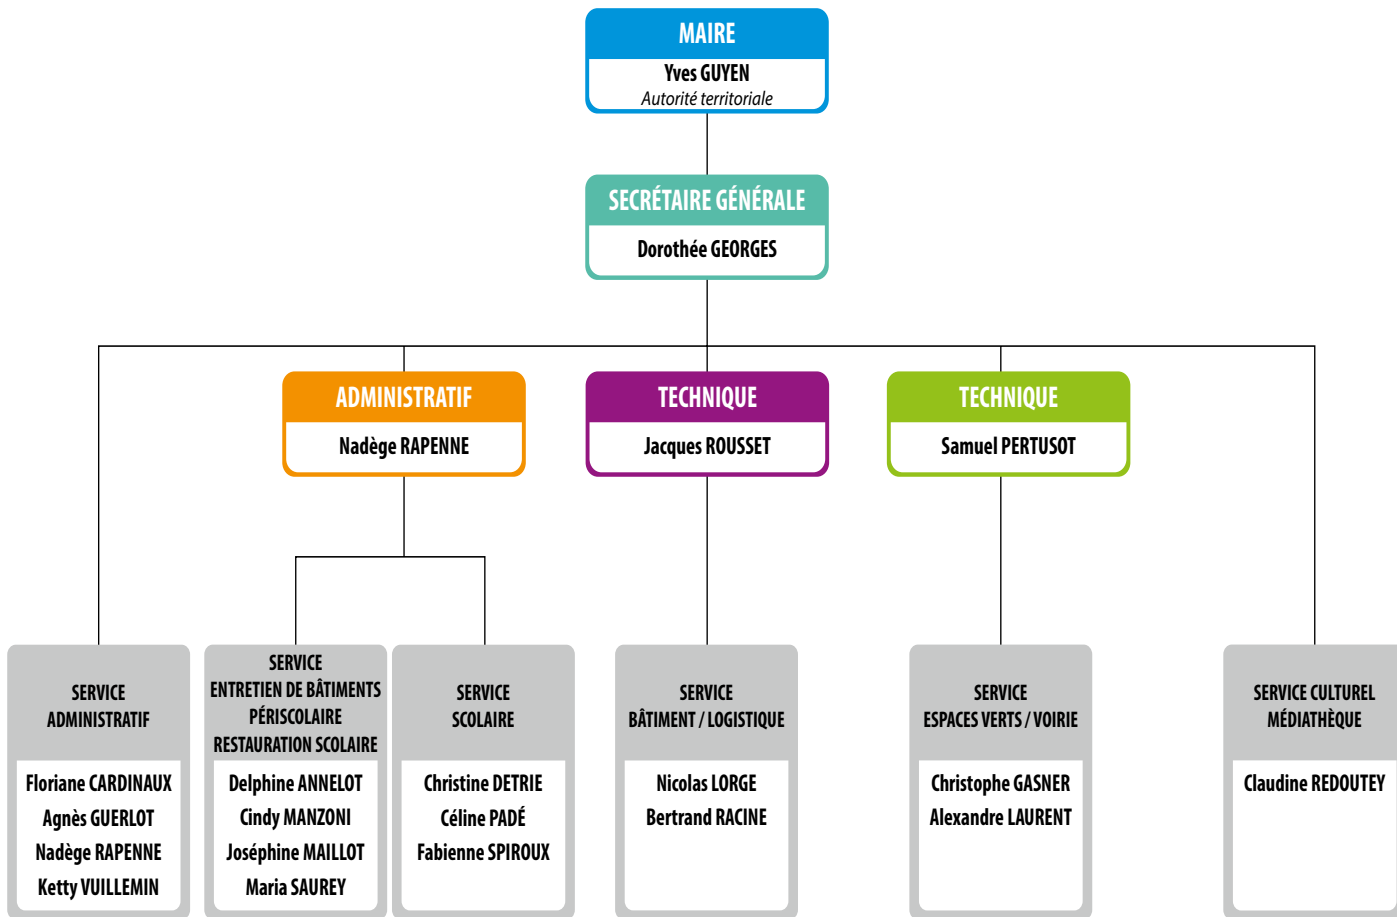 MAIRE
Yves GUYEN
Autorité territoriale
SECRÉTAIRE GÉNÉRALE
Dorothée GEORGES
ADMINISTRATIF
Nadège RAPENNE
TECHNIQUE
Jacques ROUSSET
TECHNIQUE
Samuel PERTUSOT
SERVICE
ADMINISTRATIF
Floriane CARDINAUX
Agnès GUERLOT
Nadège RAPENNE
Ketty VUILLEMIN
SERVICE
ENTRETIEN DE BÂTIMENTS
PÉRISCOLAIRE
RESTAURATION SCOLAIRE
Delphine ANNELOT
Cindy MANZONI
Joséphine MAILLOT
Maria SAUREY
SERVICE
SCOLAIRE
Christine DETRIE
Céline PADÉ
Fabienne SPIROUX
SERVICE
BÂTIMENT / LOGISTIQUE
Nicolas LORGE
Bertrand RACINE
SERVICE
ESPACES VERTS / VOIRIE
Christophe GASNER
Alexandre LAURENT
SERVICE CULTUREL
MÉDIATHÈQUE
Claudine REDOUTEY